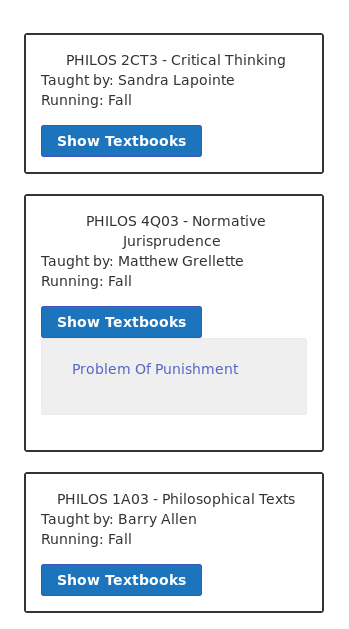 PHILOS 2CT3 - Critical Thinking
Taught by: Sandra Lapointe
Running: Fall
Show Textbooks
PHILOS 4Q03 - Normative
Jurisprudence
Taught by: Matthew Grellette
Running: Fall
Show Textbooks
Problem Of Punishment
PHILOS 1A03 - Philosophical Texts
Taught by: Barry Allen
Running: Fall
Show Textbooks